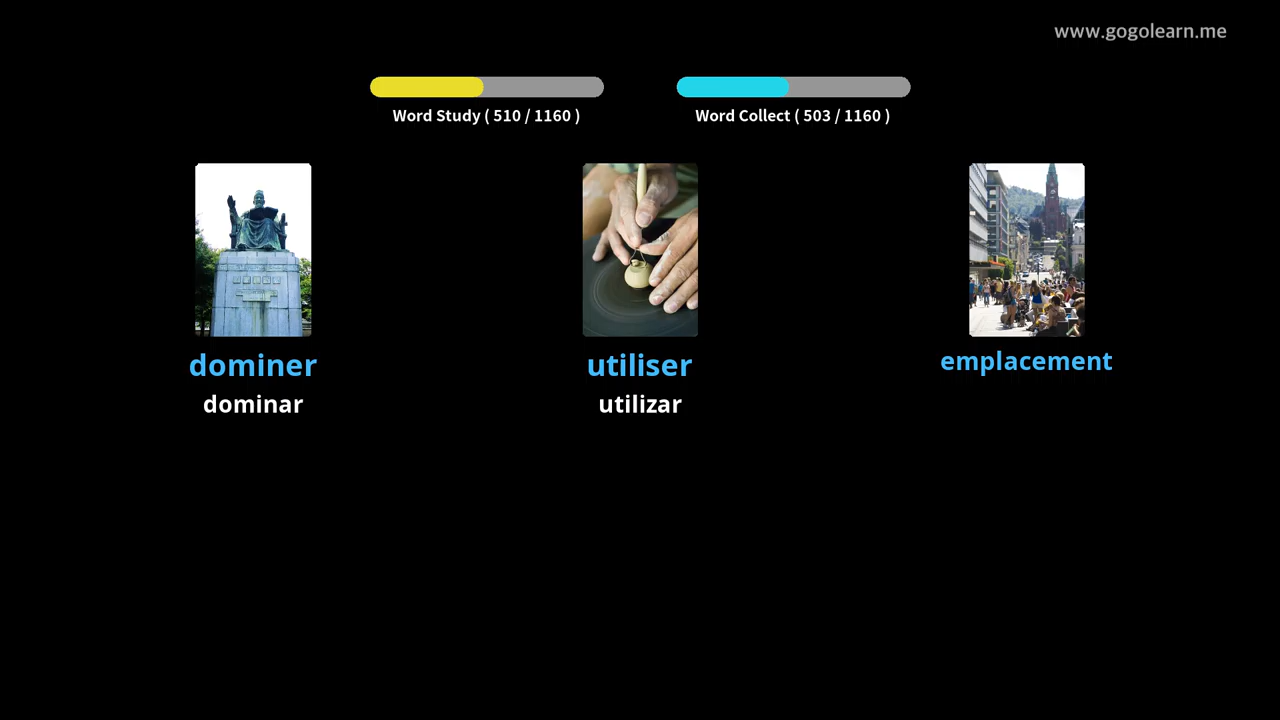 www.gogolearn.me
Word Study ( 510 / 1160 )
Word Collect ( 503 / 1160 )
dominer
dominar
utiliser
utilizar
emplacement